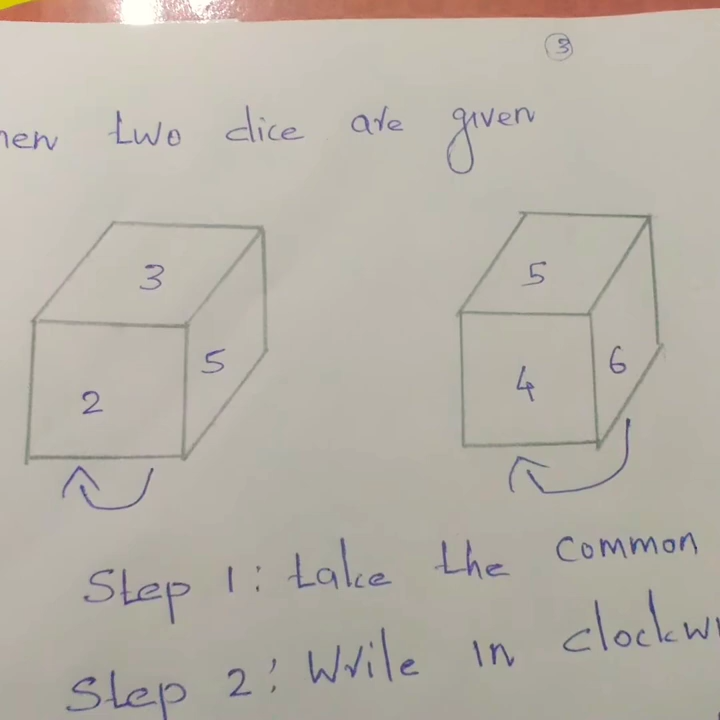 3
two dice are given
3
5
2
5
4
6
Step 1: take the common
Step 2: Write in